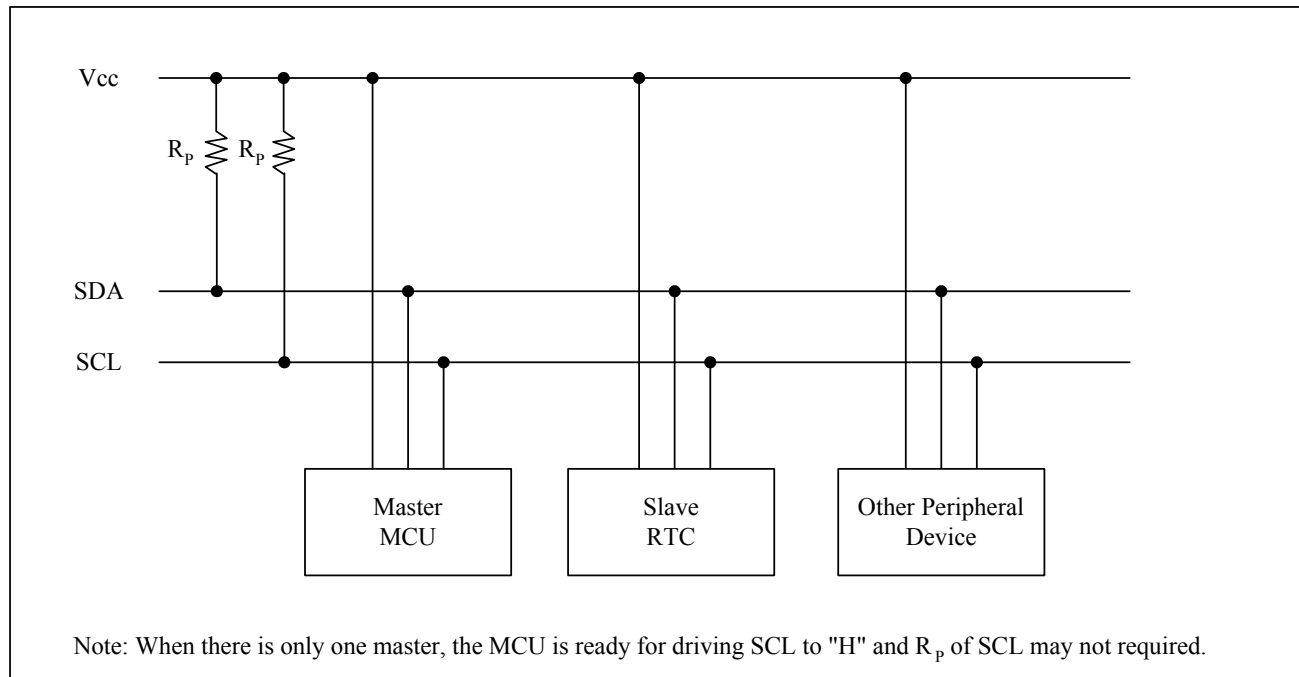 Vcc
R_P R_P
SDA
SCL
Master
MCU
Slave
RTC
Other Peripheral
Device
Note: When there is only one master, the MCU is ready for driving SCL to "H" and R_P of SCL may not required.